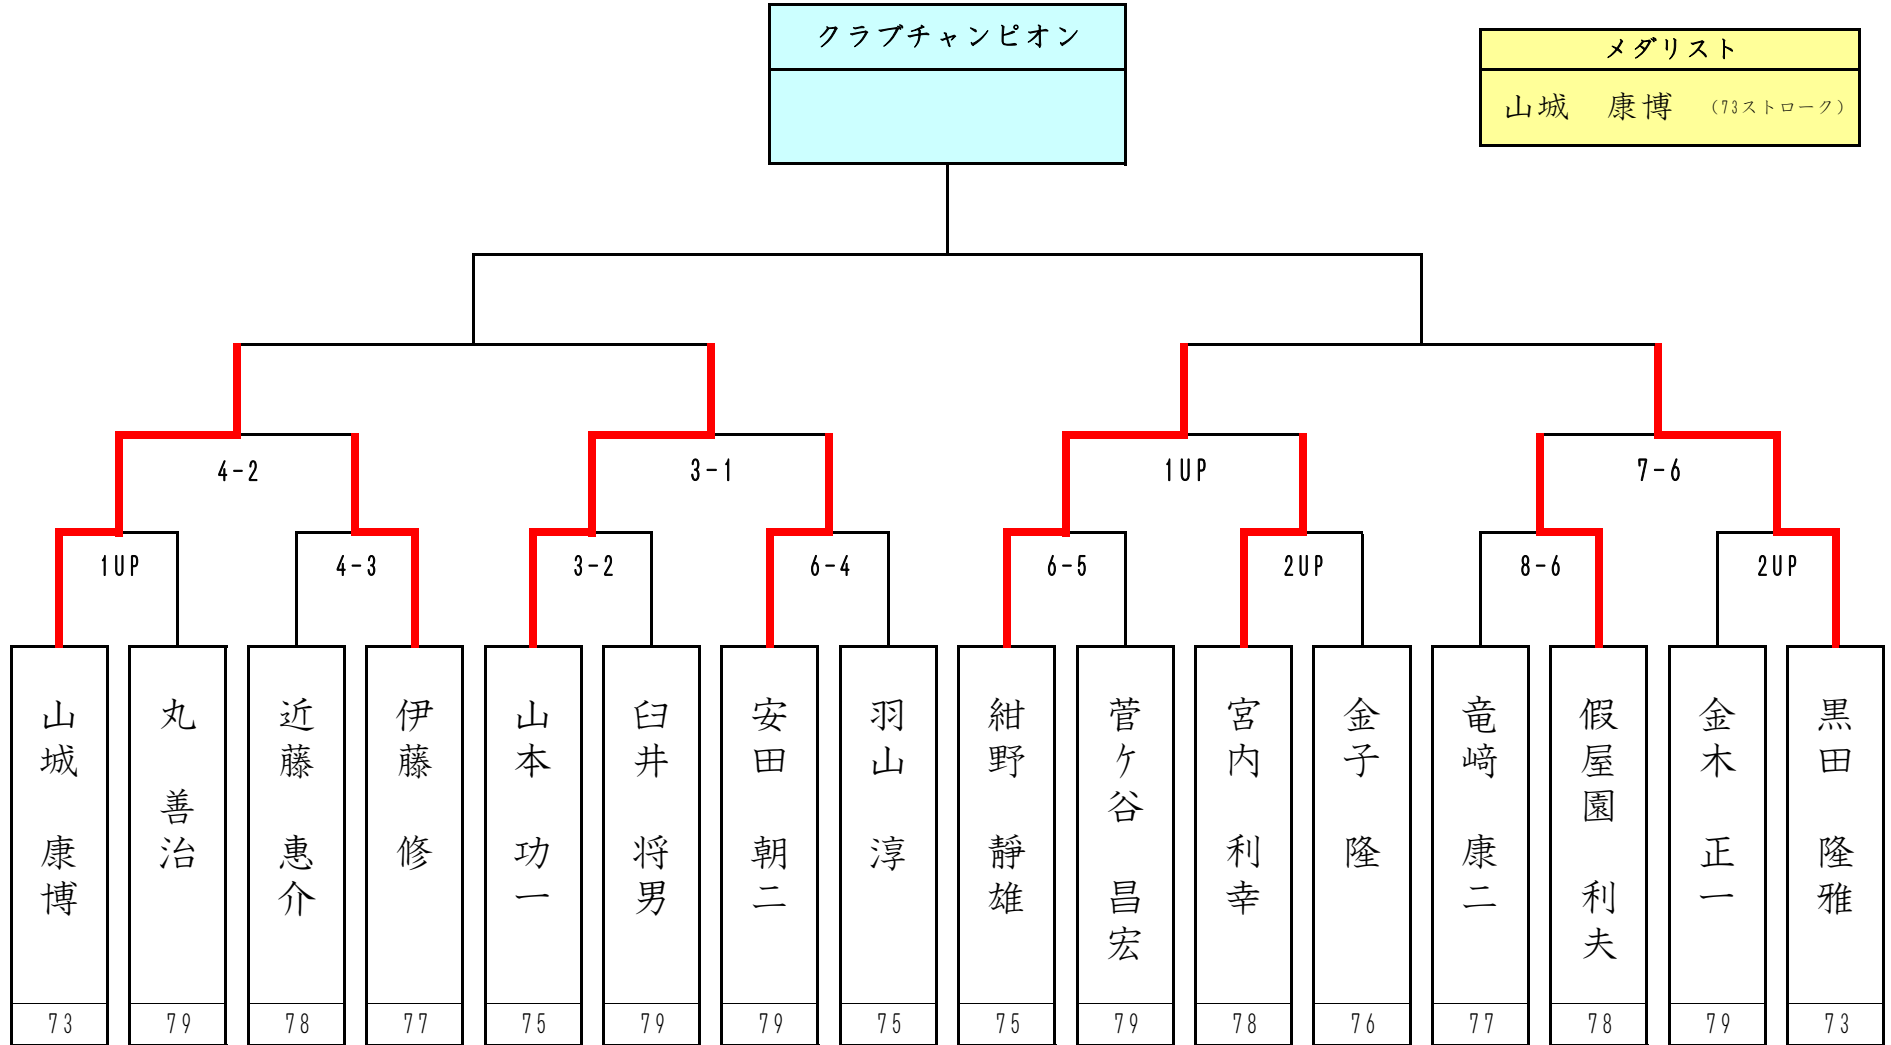 クラブチャンピオン
メダリスト
山城 康博 (73ストローク)
4-2
3-1
1UP
7-6
1UP
4-3
3-2
6-4
6-5
2UP
8-6
2UP
山城 康博
丸 善治
近藤 惠介
伊藤 修
山本 功一
臼井 将男
安田 朝二
羽山 淳
紺野 靜雄
菅ケ谷 昌宏
宮内 利幸
金子 隆
竜﨑 康二
假屋園 利夫
金木 正一
黒田 隆雅
73
79
78
77
75
79
79
75
75
79
78
76
77
78
79
73